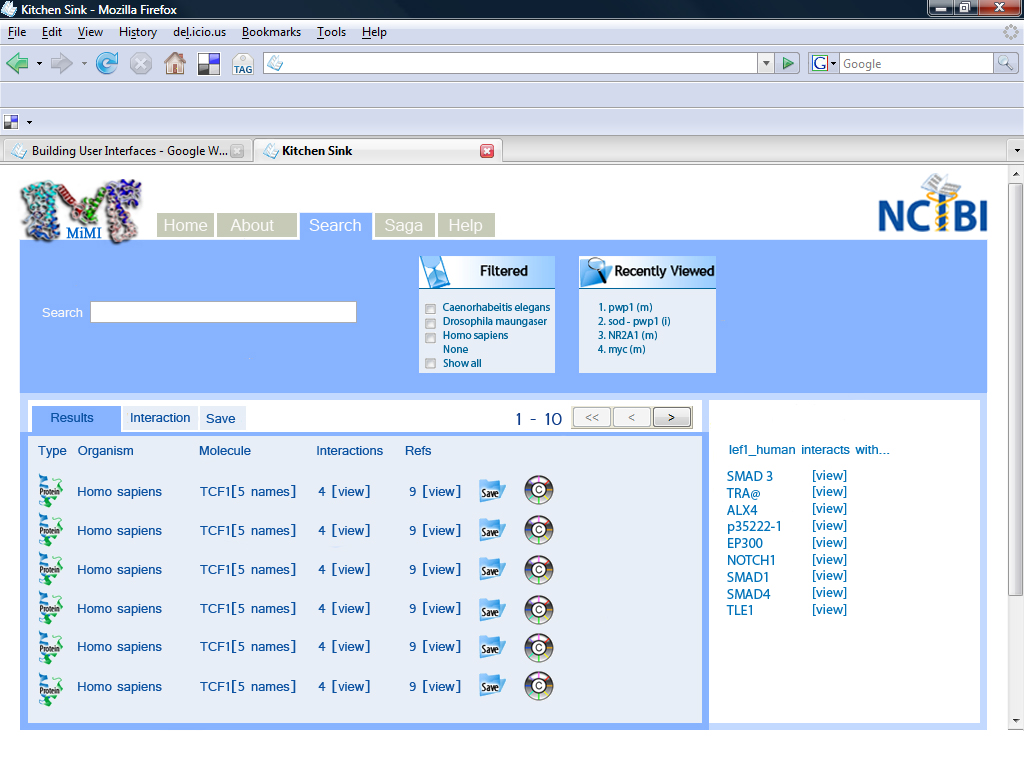 Kitchen Sink - Mozilla Firefox
File Edit View History del.icio.us Bookmarks Tools Help
TAG
G Google
Building User Interfaces - Google W...
Kitchen Sink
MiMI
Home About Search Saga Help
NCIBI
Search
Filtered
Caenorhabeitis elegans
Drosophila maungaser
Homo sapiens
None
Show all
Recently Viewed
1. pwp1 (m)
2. sod - pwp1 (i)
3. NR2A1 (m)
4. myc (m)
Results Interaction Save
1 - 10 << < >
Type Organism Molecule Interactions Refs
Protein Homo sapiens TCF1[5 names] 4 [view] 9 [view] Save C
Protein Homo sapiens TCF1[5 names] 4 [view] 9 [view] Save C
Protein Homo sapiens TCF1[5 names] 4 [view] 9 [view] Save C
Protein Homo sapiens TCF1[5 names] 4 [view] 9 [view] Save C
Protein Homo sapiens TCF1[5 names] 4 [view] 9 [view] Save C
Protein Homo sapiens TCF1[5 names] 4 [view] 9 [view] Save C
lef1_human interacts with...
SMAD 3 [view]
TRA@ [view]
ALX4 [view]
p35222-1 [view]
EP300 [view]
NOTCH1 [view]
SMAD1 [view]
SMAD4 [view]
TLE1 [view]